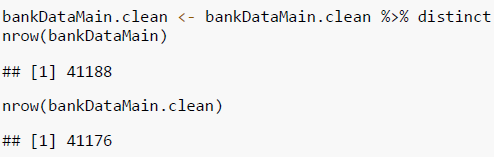 bankDataMain.clean <- bankDataMain.clean %>% distinct
nrow(bankDataMain)
## [1] 41188
nrow(bankDataMain.clean)
## [1] 41176